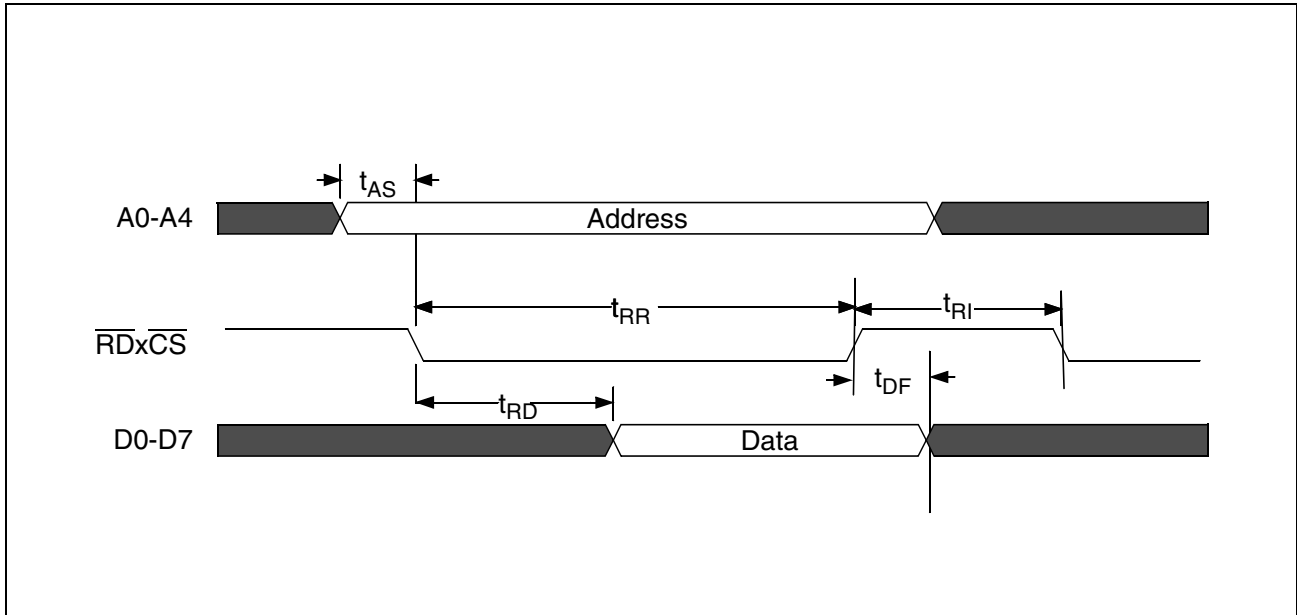 tAS
A0-A4 Address
tRR tRI
RDxCS
tDF
tRD
D0-D7 Data